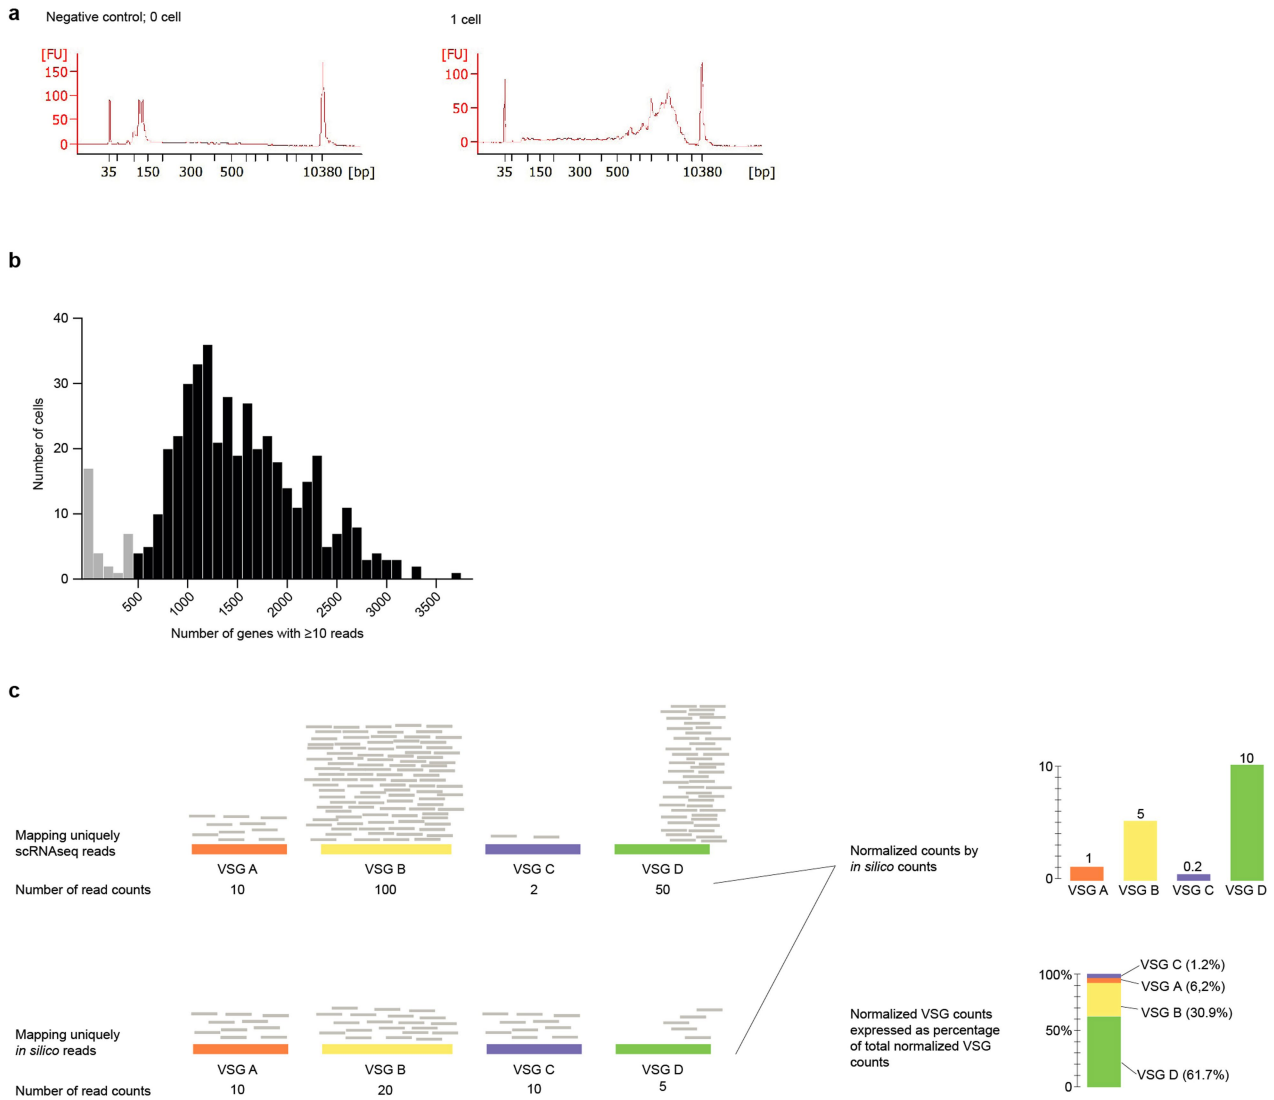 a
Negative control; 0 cell
1 cell
[FU]
150
100
50
0
35 150 300 500 10380 [bp]
[FU]
100
50
0
35 150 300 500 10380 [bp]
b
40
30
20
10
0
Number of cells
500 1000 1500 2000 2500 3000 3500
Number of genes with ≥10 reads
c
Mapping uniquely
scRNAseq reads
VSG A VSG B VSG C VSG D
Number of read counts 10 100 2 50
Normalized counts by
in silico counts
10
0
1 5 0.2 10
VSG A VSG B VSG C VSG D
Mapping uniquely
in silico reads
VSG A VSG B VSG C VSG D
Number of read counts 10 20 10 5
Normalized VSG counts
expressed as percentage
of total normalized VSG
counts
100%
50%
0
VSG C (1.2%)
VSG A (6,2%)
VSG B (30.9%)
VSG D (61.7%)